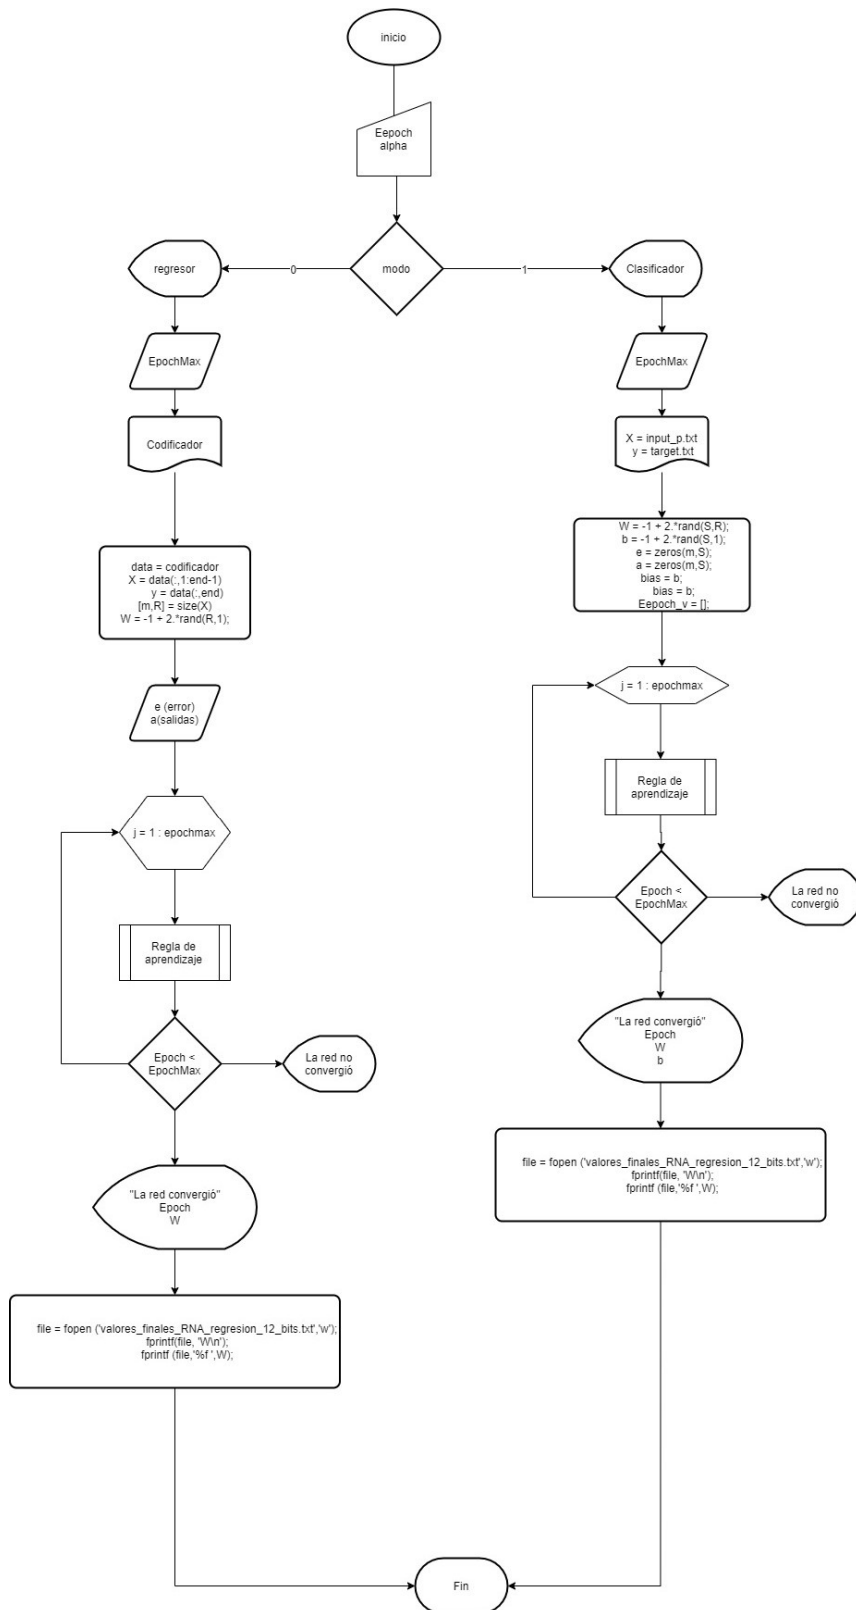 inicio
Eepoch
alpha
modo
0
1
regresor
Clasificador
EpochMax
EpochMax
Codificador
X = input_p.txt
y = target.txt
data = codificador
X = data(:,1:end-1)
y = data(:,end)
[m,R] = size(X)
W = -1 + 2.*rand(R,1);
W = -1 + 2.*rand(S,R);
b = -1 + 2.*rand(S,1);
e = zeros(m,S);
a = zeros(m,S);
bias = b;
bias = b;
Eepoch_v = [];
e (error)
a(salidas)
j = 1 : epochmax
Regla de
aprendizaje
Epoch <
EpochMax
La red no
convergió
"La red convergió"
Epoch
W
file = fopen ('valores_finales_RNA_regresion_12_bits.txt','w');
fprintf(file, 'W\n');
fprintf (file,'%f ',W);
j = 1 : epochmax
Regla de
aprendizaje
Epoch <
EpochMax
La red no
convergió
"La red convergió"
Epoch
W
b
file = fopen ('valores_finales_RNA_regresion_12_bits.txt','w');
fprintf(file, 'W\n');
fprintf (file,'%f ',W);
Fin